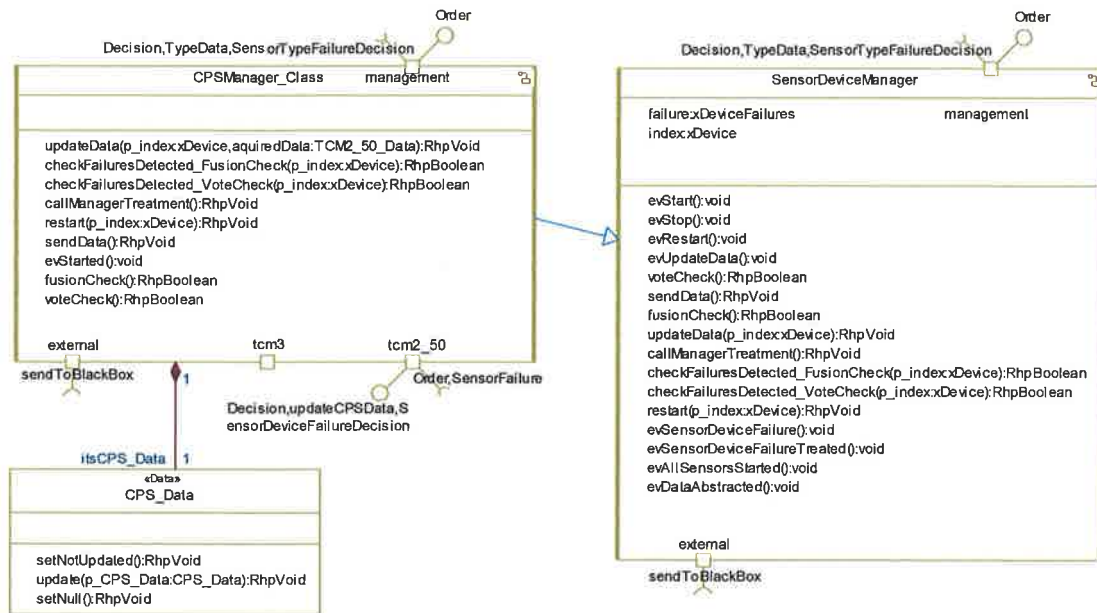 Order
Decision,TypeData,SensorTypeFailureDecision
CPSManager_Class management
updateData(p_index:xDevice,aquiredData:TCM2_50_Data):RhpVoid
checkFailuresDetected_FusionCheck(p_index:xDevice):RhpBoolean
checkFailuresDetected_VoteCheck(p_index:xDevice):RhpBoolean
callManagerTreatment():RhpVoid
restart(p_index:xDevice):RhpVoid
sendData():RhpVoid
evStarted():void
fusionCheck():RhpBoolean
voteCheck():RhpBoolean
external
tcm3
tcm2_50
sendToBlackBox
1
Order,SensorFailure
Decision,updateCPSData,S
ensorDeviceFailureDecision
itsCPS_Data 1
«Data»
CPS_Data
setNotUpdated():RhpVoid
update(p_CPS_Data:CPS_Data):RhpVoid
setNull():RhpVoid
Order
Decision,TypeData,SensorTypeFailureDecision
SensorDeviceManager
failure:xDeviceFailures management
index:xDevice
evStart():void
evStop():void
evRestart():void
evUpdateData():void
voteCheck():RhpBoolean
sendData():RhpVoid
fusionCheck():RhpBoolean
updateData(p_index:xDevice):RhpVoid
callManagerTreatment():RhpVoid
checkFailuresDetected_FusionCheck(p_index:xDevice):RhpBoolean
checkFailuresDetected_VoteCheck(p_index:xDevice):RhpBoolean
restart(p_index:xDevice):RhpVoid
evSensorDeviceFailure():void
evSensorDeviceFailureTreated():void
evAllSensorsStarted():void
evDataAbstracted():void
external
sendToBlackBox